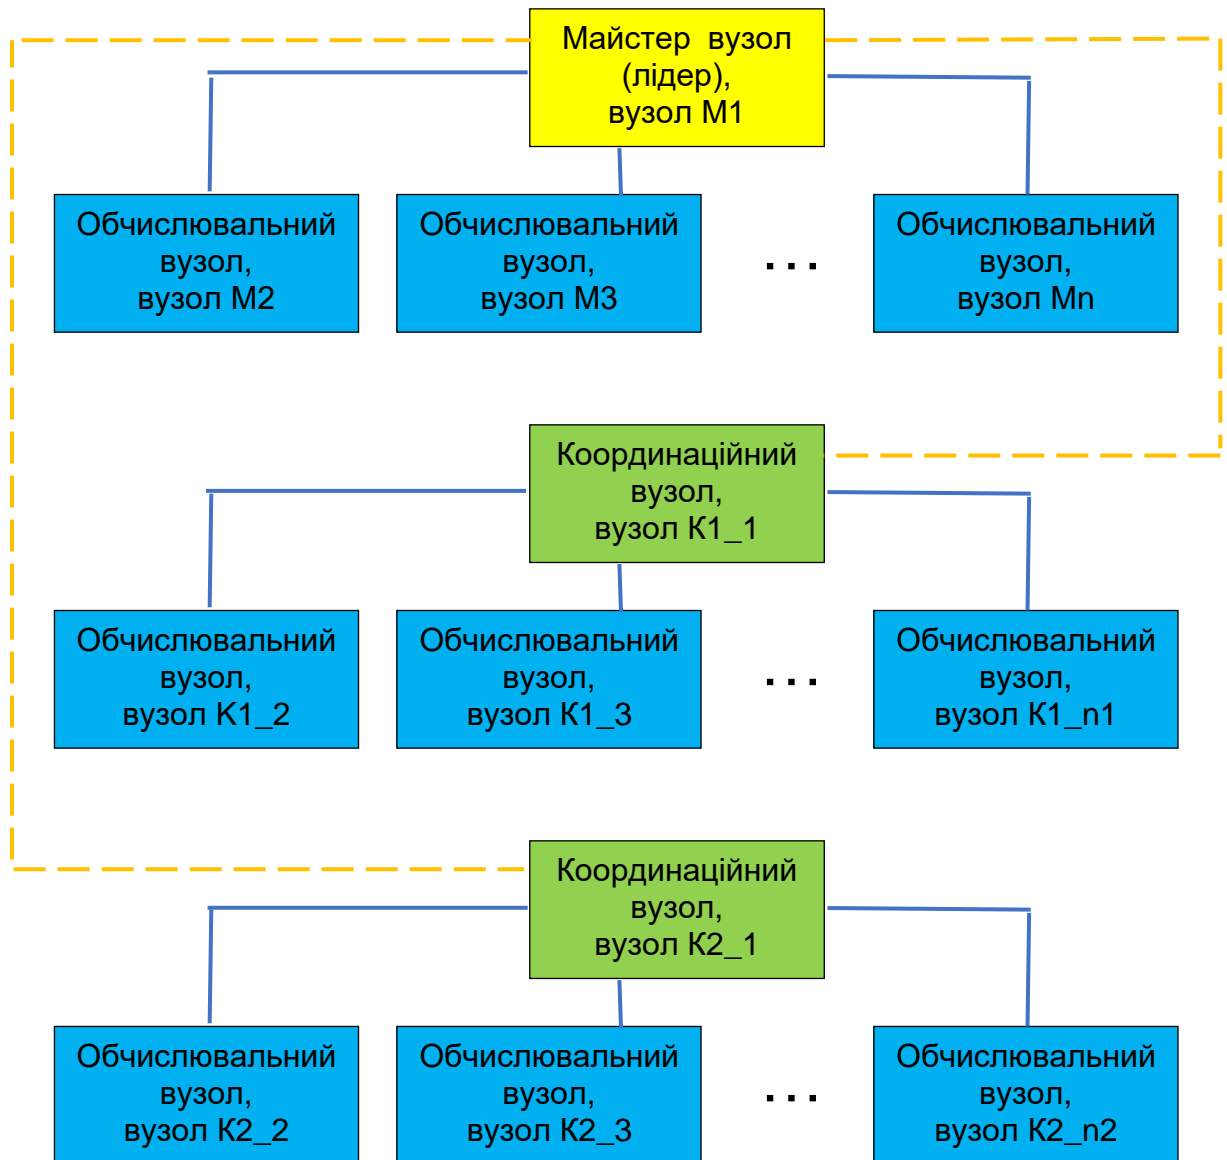 Майстер вузол
(лідер),
вузол М1
Обчислювальний
вузол,
вузол М2
Обчислювальний
вузол,
вузол М3
...
Обчислювальний
вузол,
вузол Мn
Координаційний
вузол,
вузол К1_1
Обчислювальний
вузол,
вузол К1_2
Обчислювальний
вузол,
вузол К1_3
...
Обчислювальний
вузол,
вузол К1_n1
Координаційний
вузол,
вузол К2_1
Обчислювальний
вузол,
вузол К2_2
Обчислювальний
вузол,
вузол К2_3
...
Обчислювальний
вузол,
вузол К2_n2